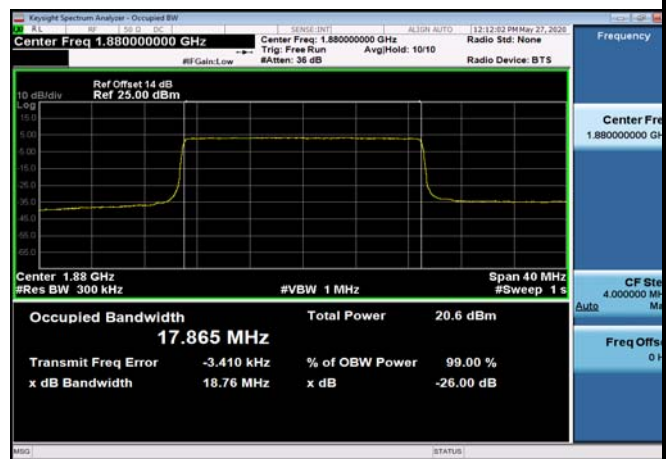 Keysight Spectrum Analyzer - Occupied BW
RL RF 50 Ω DC SENSE:INT ALIGN AUTO 12:12:02 PM May 27, 2020
Center Freq 1.880000000 GHz Center Freq: 1.880000000 GHz Radio Std: None
Trig: Free Run Avg|Hold: 10/10
#IFGain:Low #Atten: 36 dB Radio Device: BTS
Frequency
Ref Offset 14 dB
10 dB/div Ref 25.00 dBm
Log
15.0
5.00
-5.00
-15.0
-25.0
-35.0
-45.0
-55.0
-65.0
Center Fre
1.880000000 GH
Center 1.88 GHz Span 40 MHz
#Res BW 300 kHz #VBW 1 MHz #Sweep 1 s
CF Ste
4.000000 MH
Auto Ma
Occupied Bandwidth Total Power 20.6 dBm
17.865 MHz
Transmit Freq Error -3.410 kHz % of OBW Power 99.00 %
x dB Bandwidth 18.76 MHz x dB -26.00 dB
Freq Offs
0 H
MSG STATUS